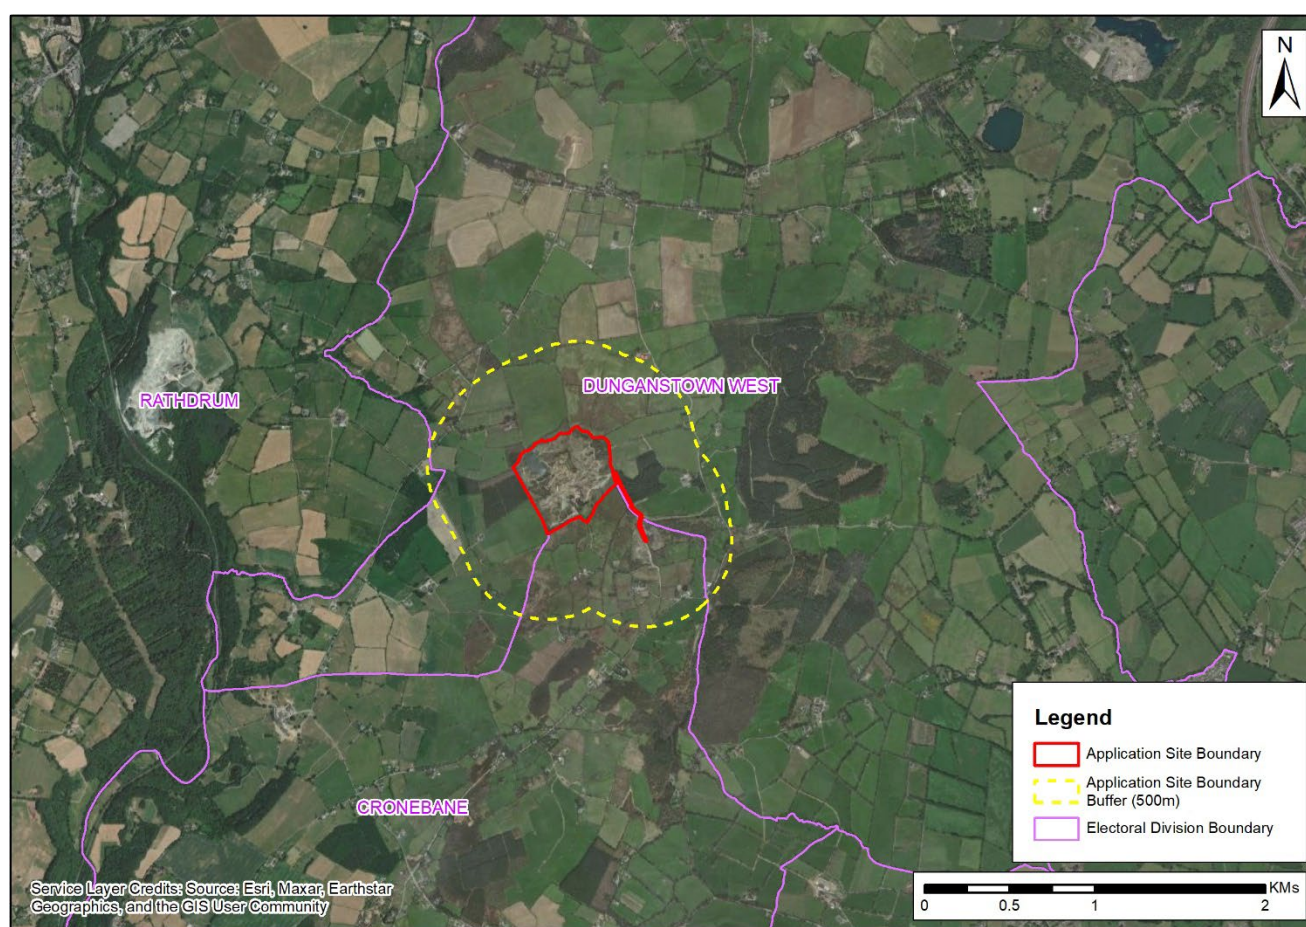 N
DUNGANSTOWN WEST
RATHDRUM
CRONEBANE
Legend
Application Site Boundary
Application Site Boundary
Buffer (500m)
Electoral Division Boundary
Service Layer Credits: Source: Esri, Maxar, Earthstar
Geographics, and the GIS User Community
KMs
0 0.5 1 2